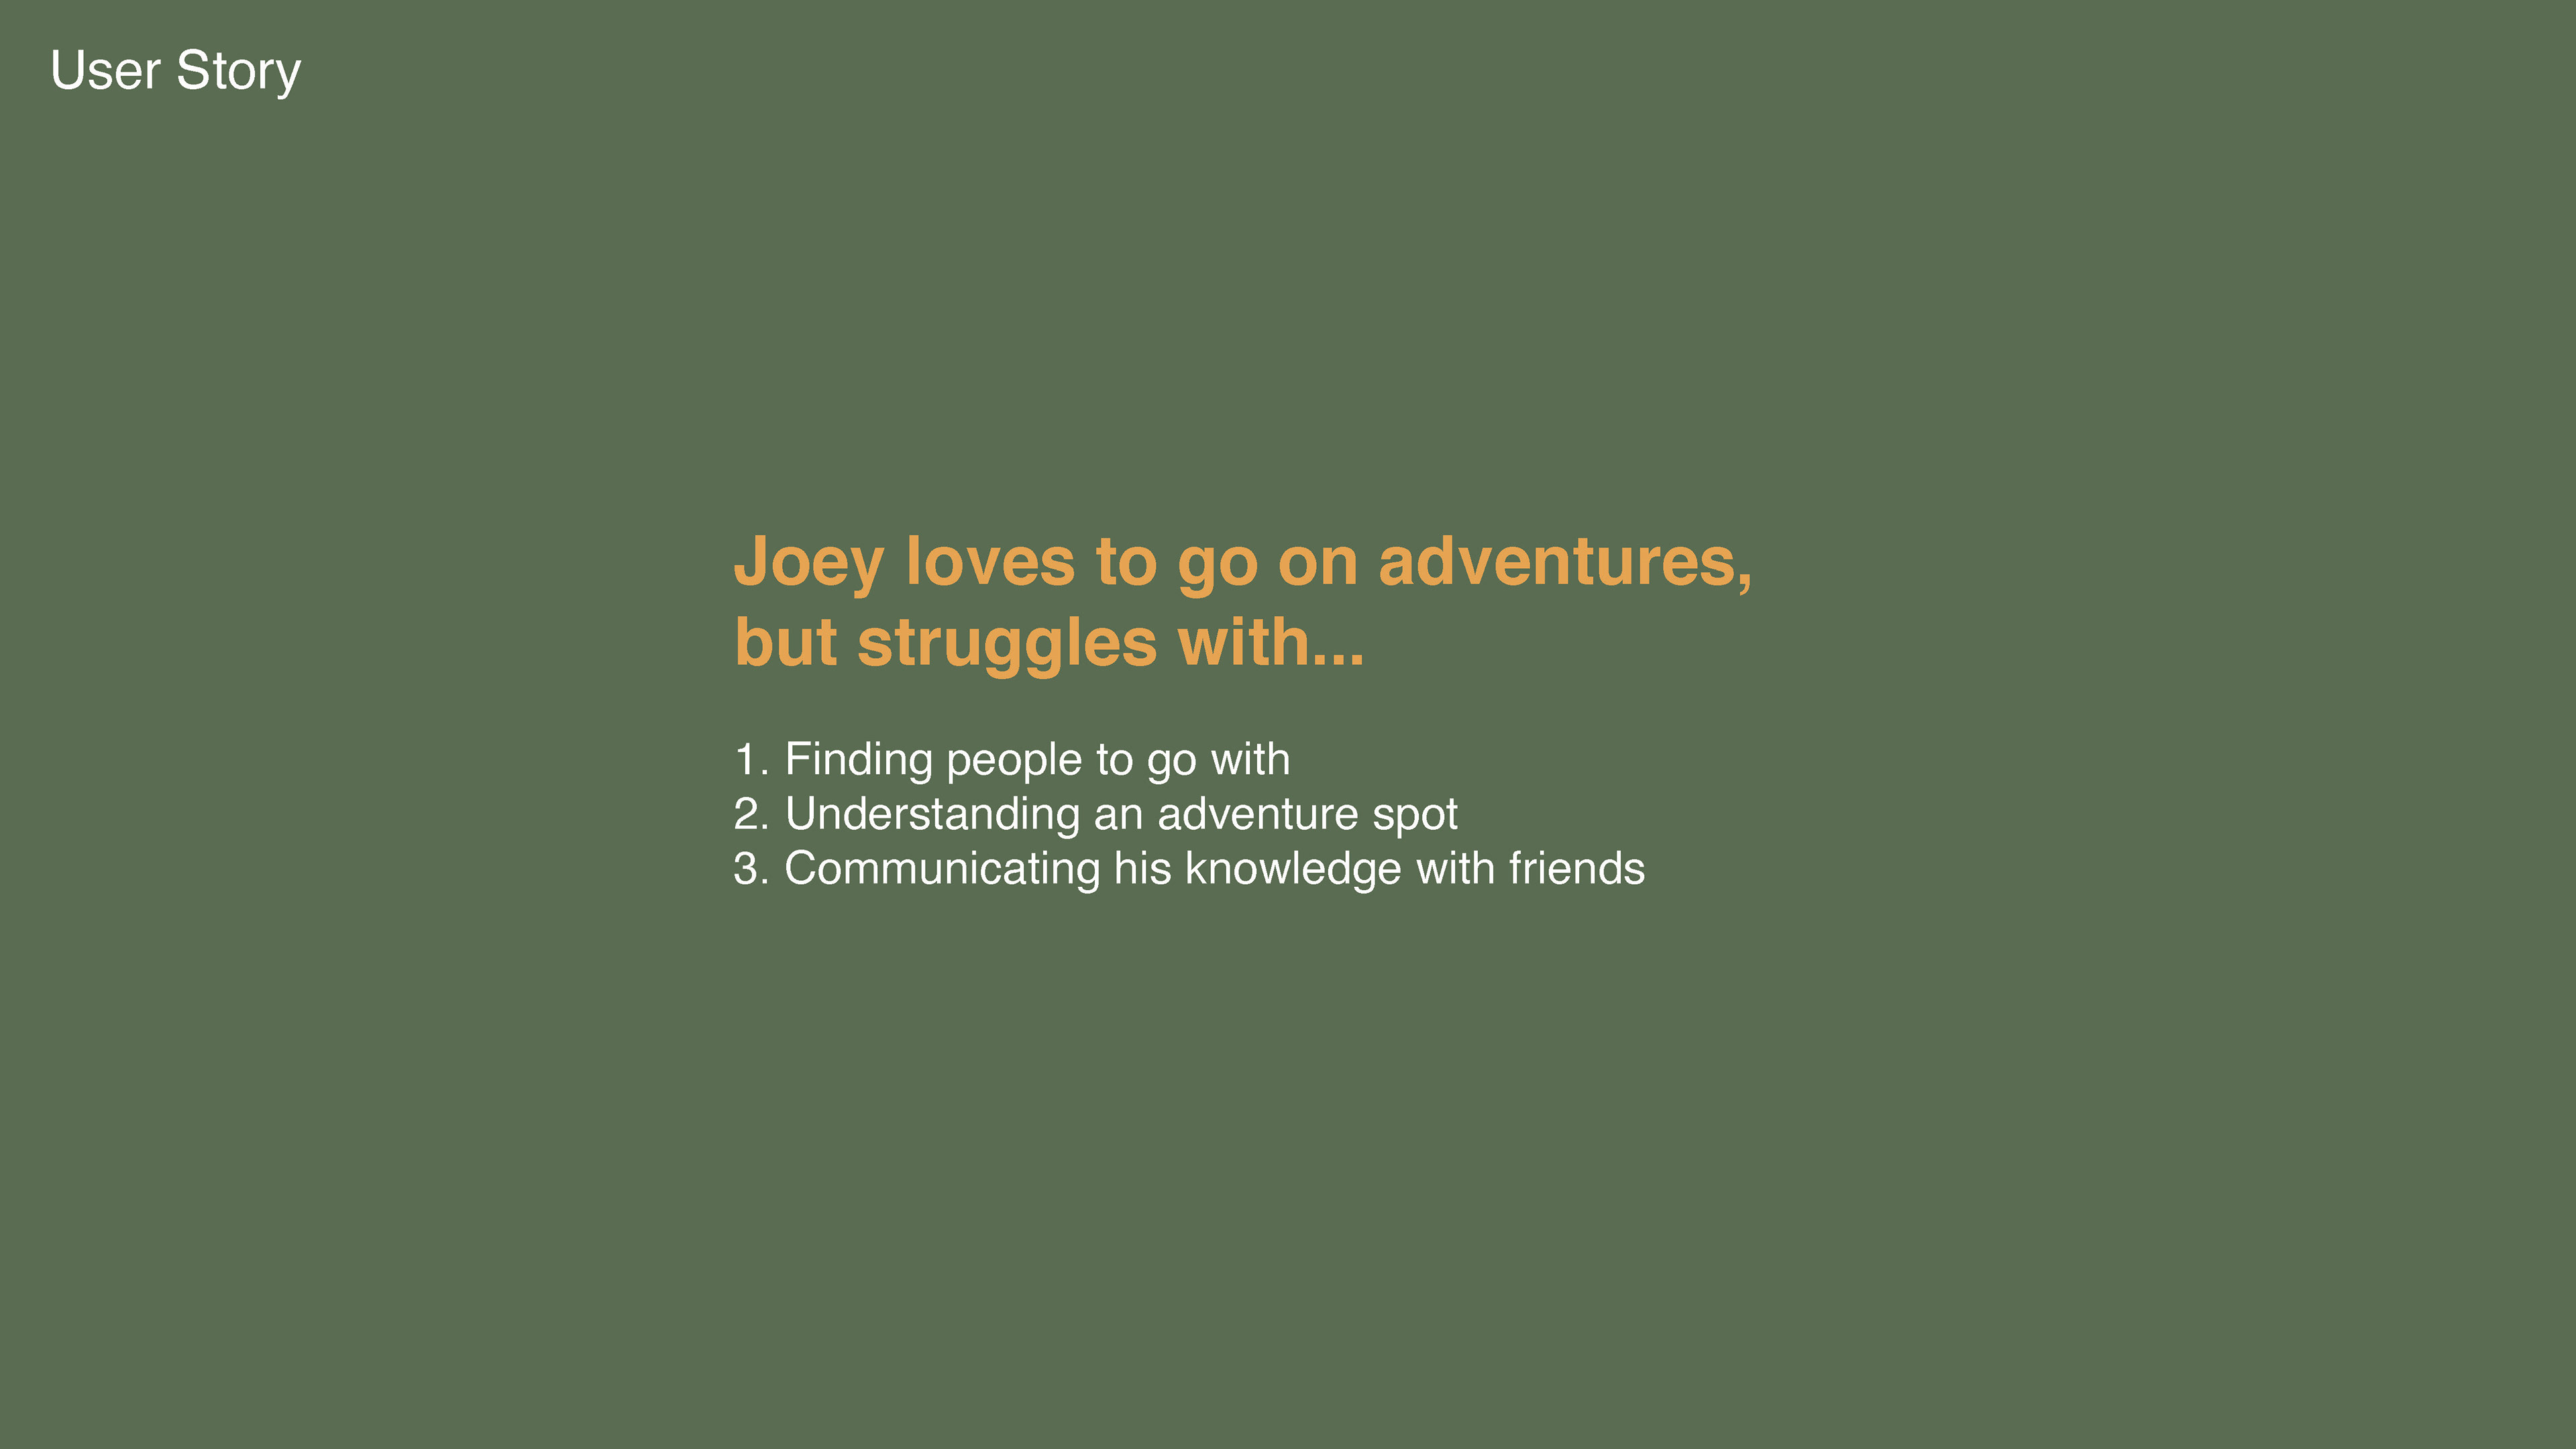 User Story
Joey loves to go on adventures,
but struggles with...
1. Finding people to go with
2. Understanding an adventure spot
3. Communicating his knowledge with friends